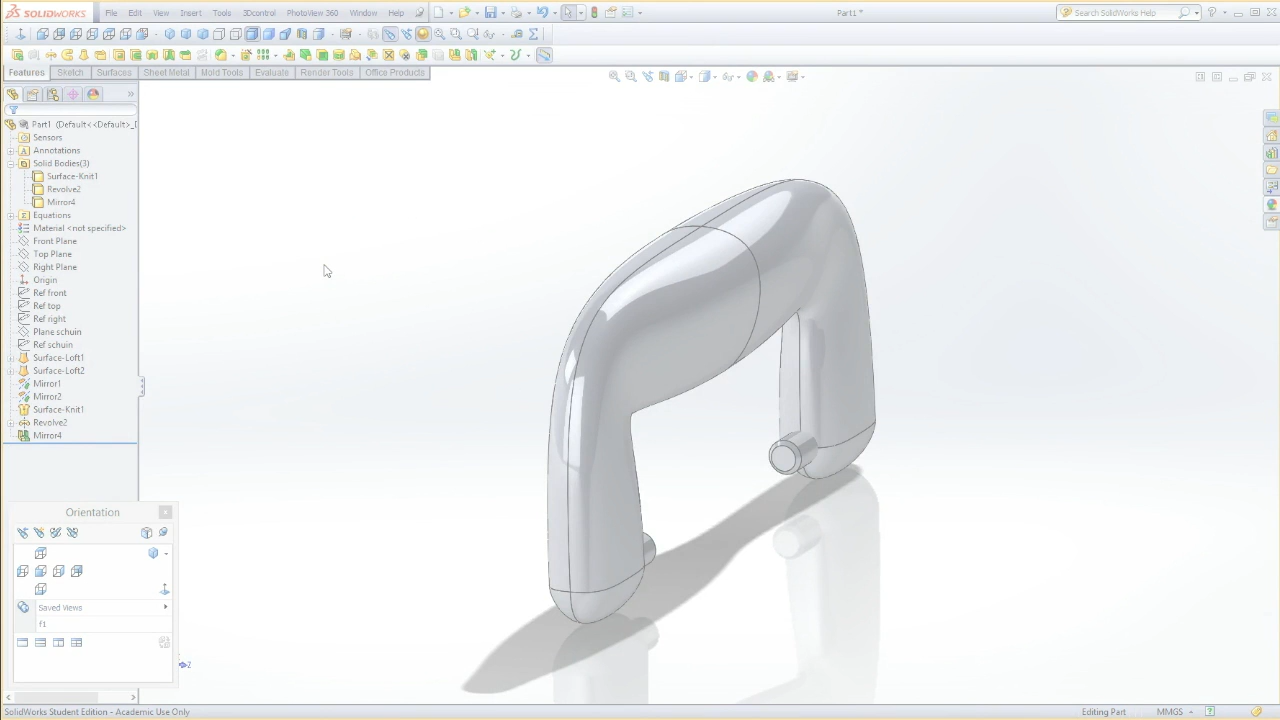 SOLIDWORKS File Edit View Insert Tools 3Dcontrol PhotoView 360 Window Help Part1 * Search SolidWorks Help
Features Sketch Surfaces Sheet Metal Mold Tools Evaluate Render Tools Office Products
Part1 (Default<<Default>_D
Sensors
Annotations
Solid Bodies(3)
Surface-Knit1
Revolve2
Mirror4
Equations
Material <not specified>
Front Plane
Top Plane
Right Plane
Origin
Ref front
Ref top
Ref right
Plane schuin
Ref schuin
Surface-Loft1
Surface-Loft2
Mirror1
Mirror2
Surface-Knit1
Revolve2
Mirror4
Orientation
Saved Views
f1
Z
SolidWorks Student Edition - Academic Use Only Editing Part MMGS